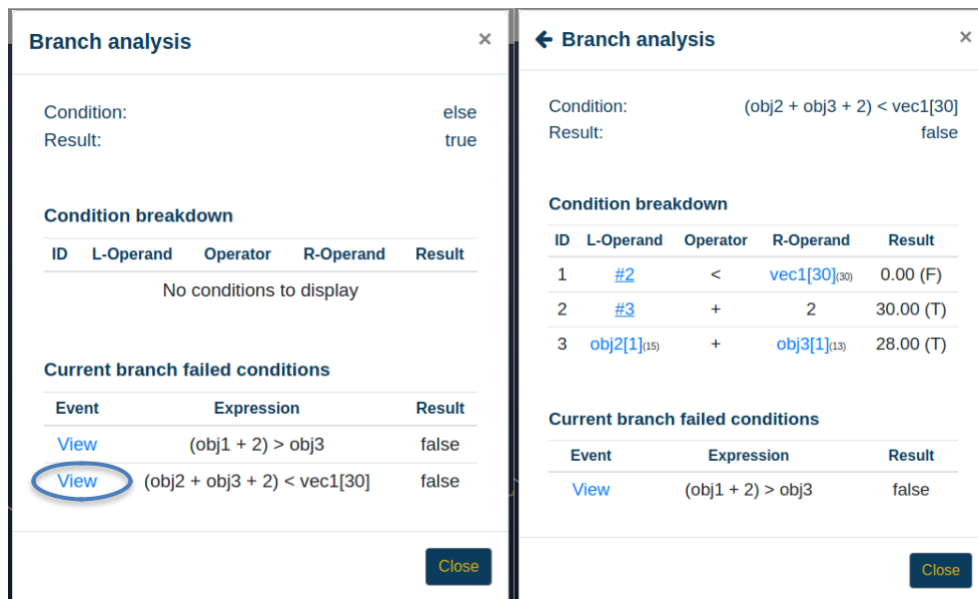 Branch analysis ×
Condition: else
Result: true
Condition breakdown
ID L-Operand Operator R-Operand Result
No conditions to display
Current branch failed conditions
Event Expression Result
View (obj1 + 2) > obj3 false
View (obj2 + obj3 + 2) < vec1[30] false
Close
← Branch analysis ×
Condition: (obj2 + obj3 + 2) < vec1[30]
Result: false
Condition breakdown
ID L-Operand Operator R-Operand Result
1 #2 < vec1[30](30) 0.00 (F)
2 #3 + 2 30.00 (T)
3 obj2[1](15) + obj3[1](13) 28.00 (T)
Current branch failed conditions
Event Expression Result
View (obj1 + 2) > obj3 false
Close